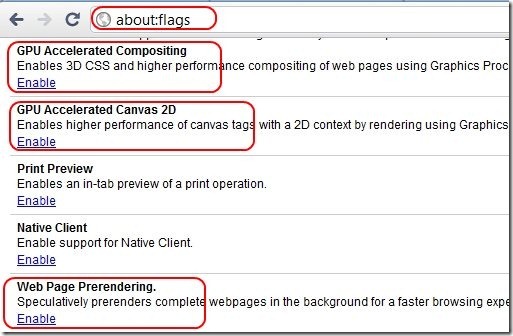 about:flags
GPU Accelerated Compositing
Enables 3D CSS and higher performance compositing of web pages using Graphics Proc
Enable
GPU Accelerated Canvas 2D
Enables higher performance of canvas tags with a 2D context by rendering using Graphics
Enable
Print Preview
Enables an in-tab preview of a print operation.
Enable
Native Client
Enable support for Native Client.
Enable
Web Page Prerendering.
Speculatively prerenders complete webpages in the background for a faster browsing expe
Enable